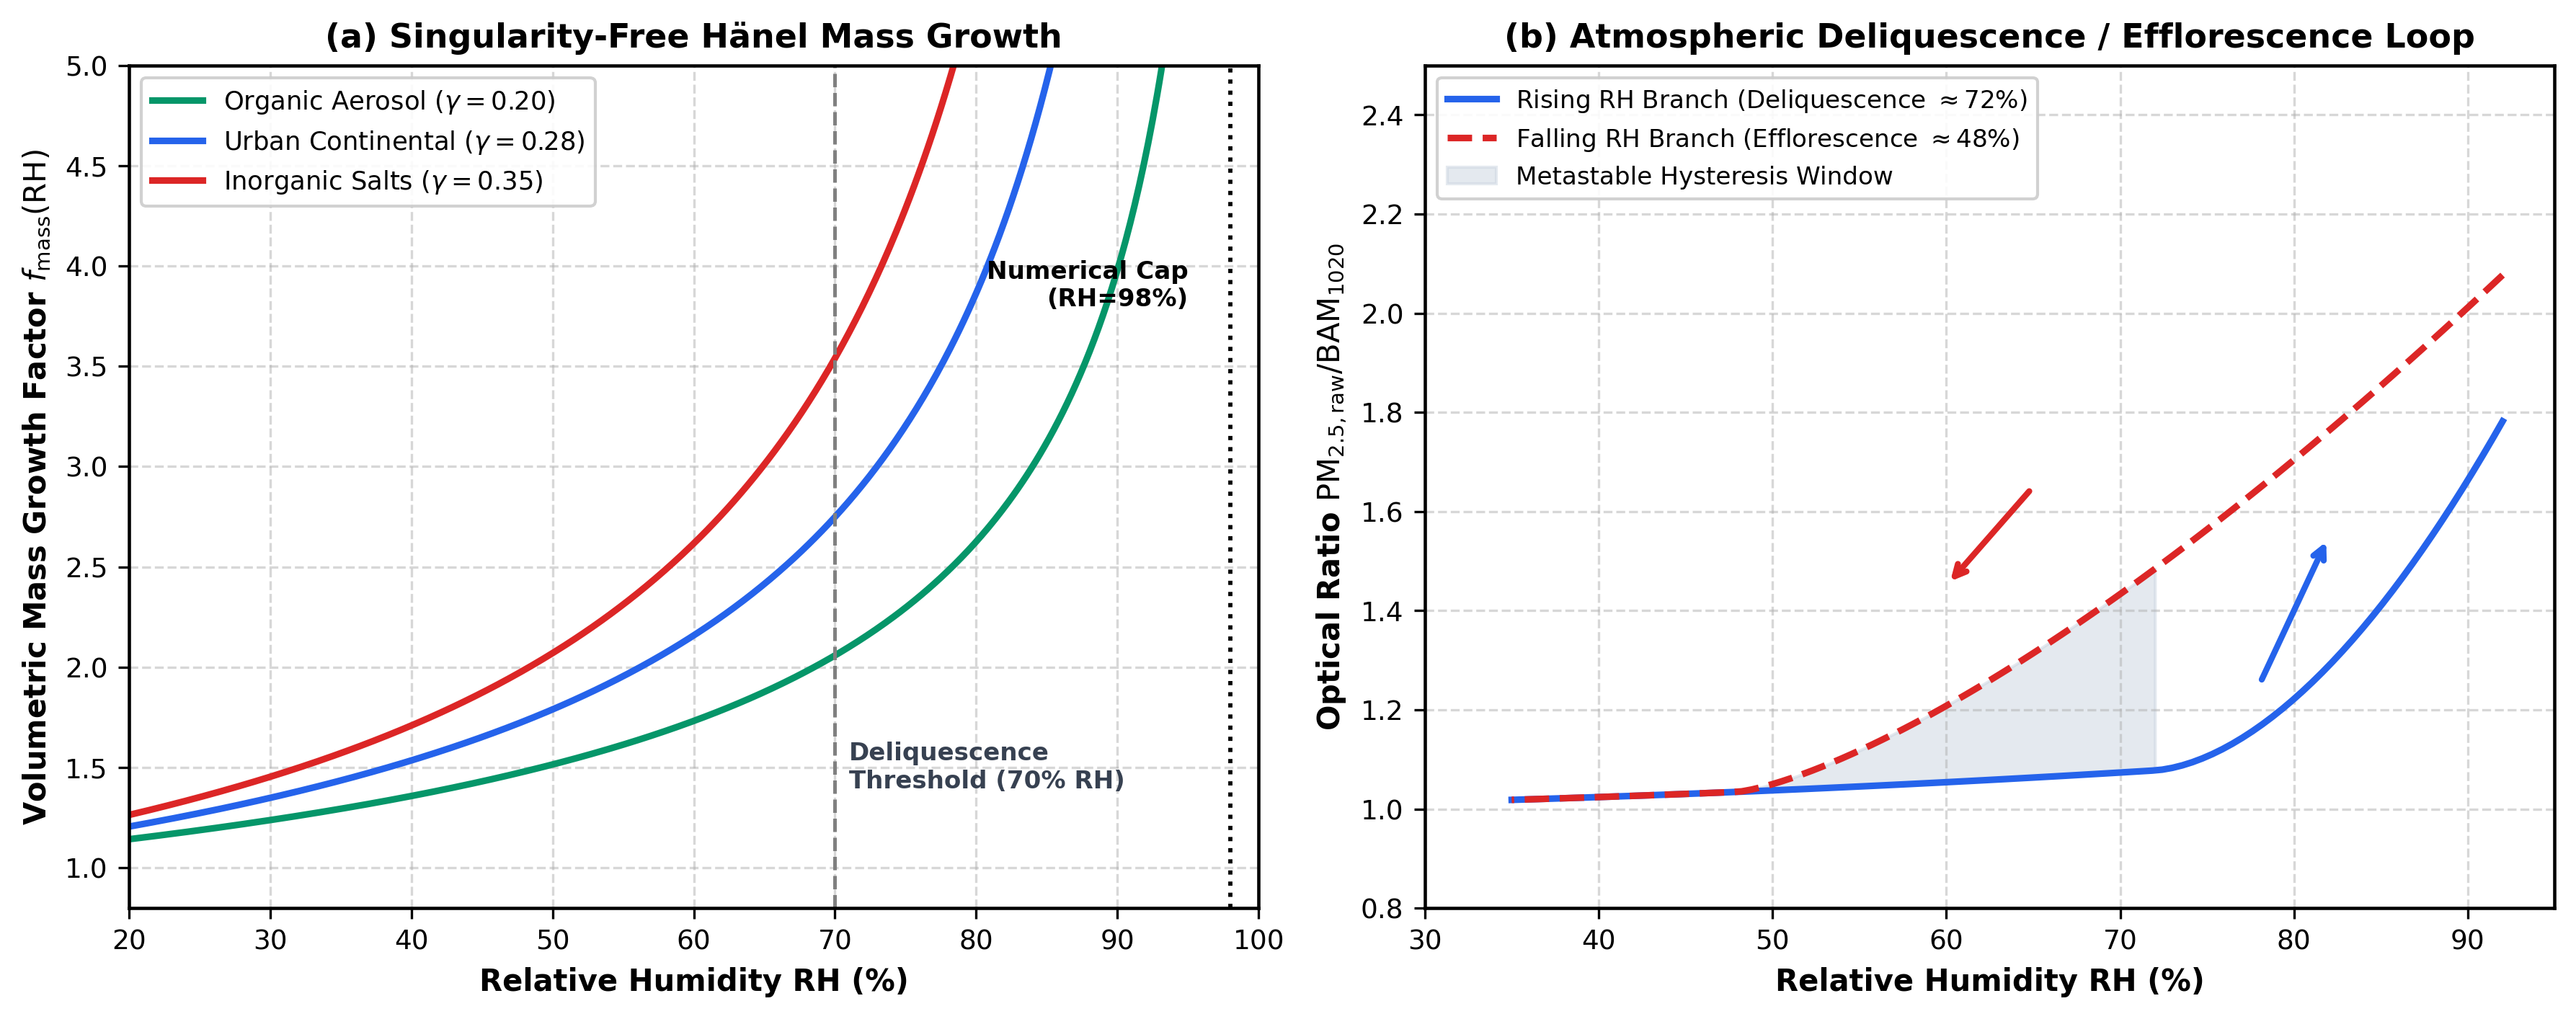 (a) Singularity-Free Hänel Mass Growth
Volumetric Mass Growth Factor f_mass(RH)
5.0
4.5
4.0
3.5
3.0
2.5
2.0
1.5
1.0
Organic Aerosol (γ = 0.20)
Urban Continental (γ = 0.28)
Inorganic Salts (γ = 0.35)
Numerical Cap
(RH=98%)
Deliquescence
Threshold (70% RH)
20 30 40 50 60 70 80 90 100
Relative Humidity RH (%)
(b) Atmospheric Deliquescence / Efflorescence Loop
Optical Ratio PM_2.5, raw/BAM_1020
2.4
2.2
2.0
1.8
1.6
1.4
1.2
1.0
0.8
Rising RH Branch (Deliquescence ≈72%)
Falling RH Branch (Efflorescence ≈48%)
Metastable Hysteresis Window
30 40 50 60 70 80 90
Relative Humidity RH (%)